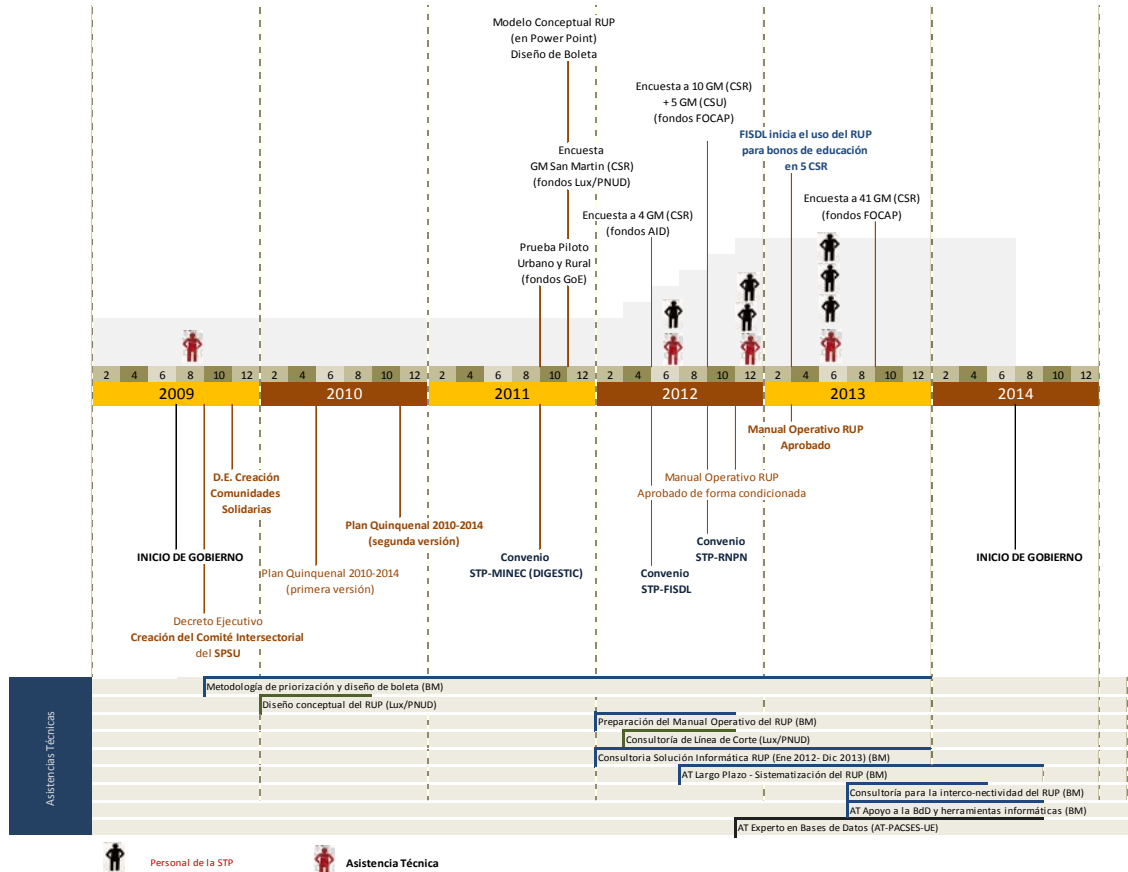 Modelo Conceptual RUP
(en Power Point)
Diseño de Boleta
Encuesta a 10 GM (CSR)
+ 5 GM (CSU)
(fondos FOCAP)
FISDL inicia el uso del RUP
para bonos de educación
en 5 CSR
Encuesta
GM San Martin (CSR)
(fondos Lux/PNUD)
Encuesta a 4 GM (CSR)
(fondos AID)
Encuesta a 41 GM (CSR)
(fondos FOCAP)
Prueba Piloto
Urbano y Rural
(fondos GoE)
2 4 6 8 10 12 2 4 6 8 10 12 2 4 6 8 10 12 2 4 6 8 10 12 2 4 6 8 10 12 2 4 6 8 10 12
2009 2010 2011 2012 2013 2014
Manual Operativo RUP
Aprobado
D.E. Creación
Comunidades
Solidarias
Manual Operativo RUP
Aprobado de forma condicionada
Plan Quinquenal 2010-2014
(segunda versión)
INICIO DE GOBIERNO
Convenio
STP-MINEC (DIGESTIC)
Convenio
STP-RNPN
INICIO DE GOBIERNO
Plan Quinquenal 2010-2014
(primera versión)
Convenio
STP-FISDL
Decreto Ejecutivo
Creación del Comité Intersectorial
del SPSU
Asistencias Técnicas
Metodología de priorización y diseño de boleta (BM)
Diseño conceptual del RUP (Lux/PNUD)
Preparación del Manual Operativo del RUP (BM)
Consultoría de Línea de Corte (Lux/PNUD)
Consultoria Solución Informática RUP (Ene 2012- Dic 2013) (BM)
AT Largo Plazo - Sistematización del RUP (BM)
Consultoría para la interco-nectividad del RUP (BM)
AT Apoyo a la BdD y herramientas informáticas (BM)
AT Experto en Bases de Datos (AT-PACSES-UE)
Personal de la STP
Asistencia Técnica